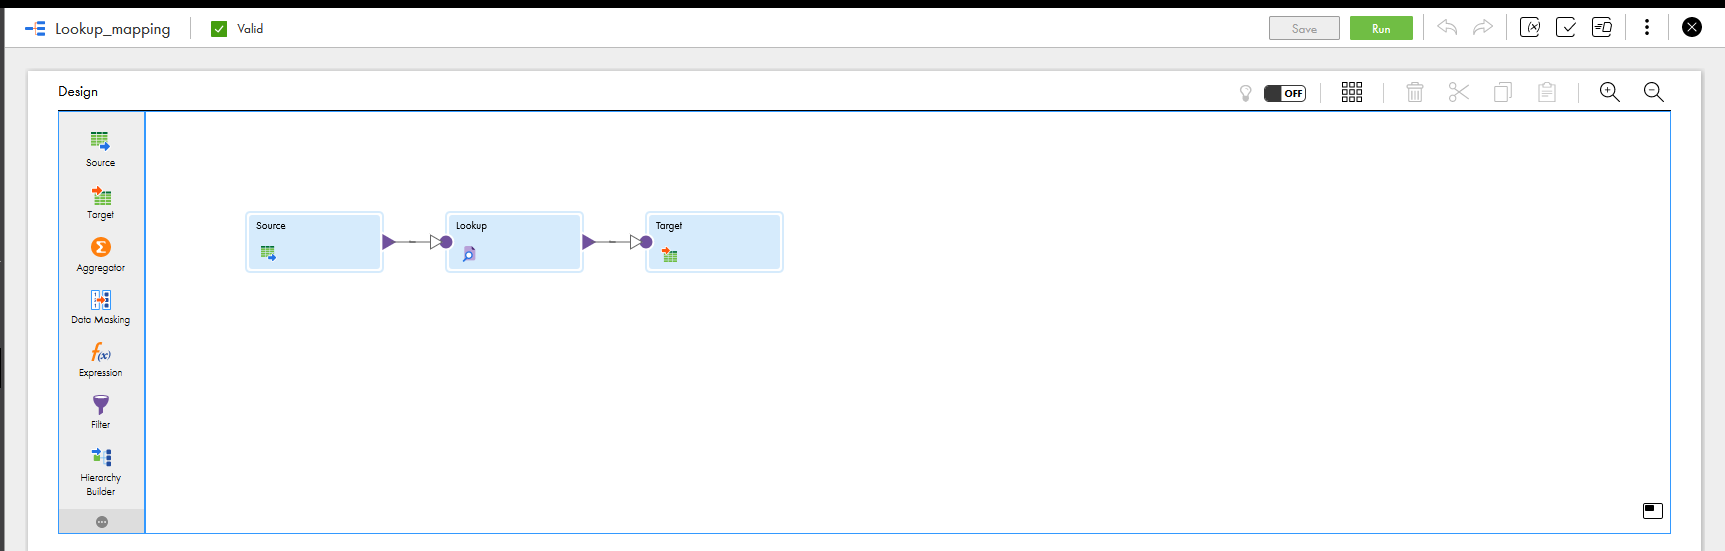 Lookup_mapping
Valid
Save
Run
(x)
Design
OFF
Source
Target
Aggregator
Data Masking
f(x)
Expression
Filter
Hierarchy
Builder
Source
Lookup
Target